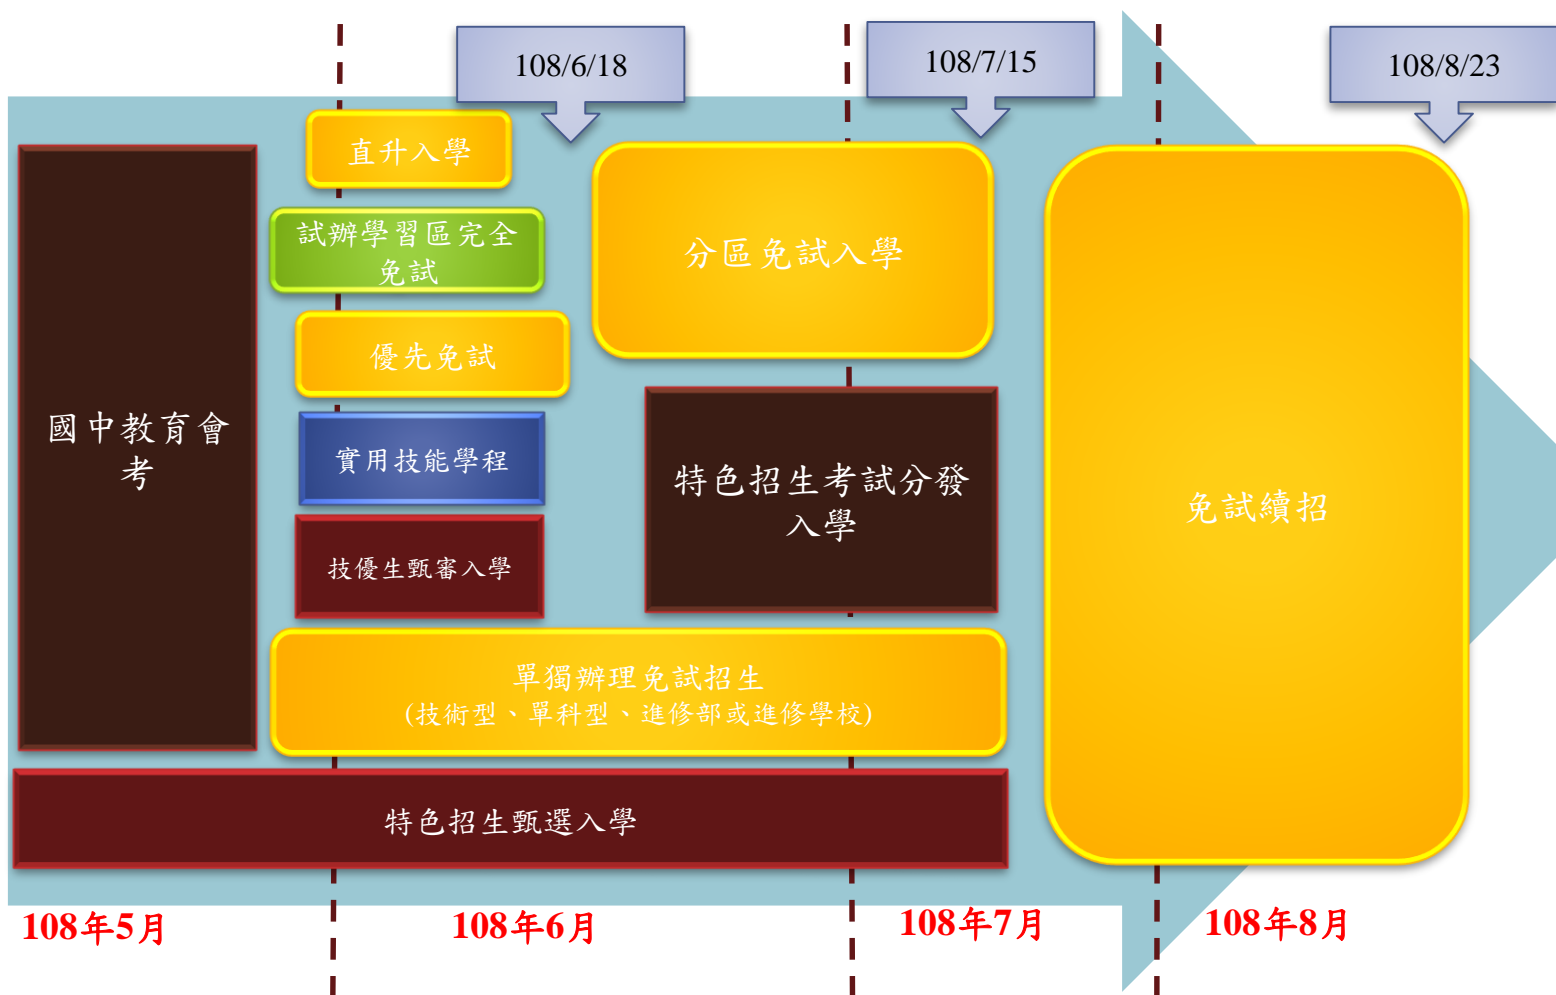 108/6/18
108/7/15
108/8/23
直升入學
試辦學習區完全
免試
優先免試
實用技能學程
技優生甄審入學
國中教育會
考
分區免試入學
特色招生考試分發
入學
免試續招
單獨辦理免試招生
(技術型、單科型、進修部或進修學校)
特色招生甄選入學
108年5月
108年6月
108年7月
108年8月